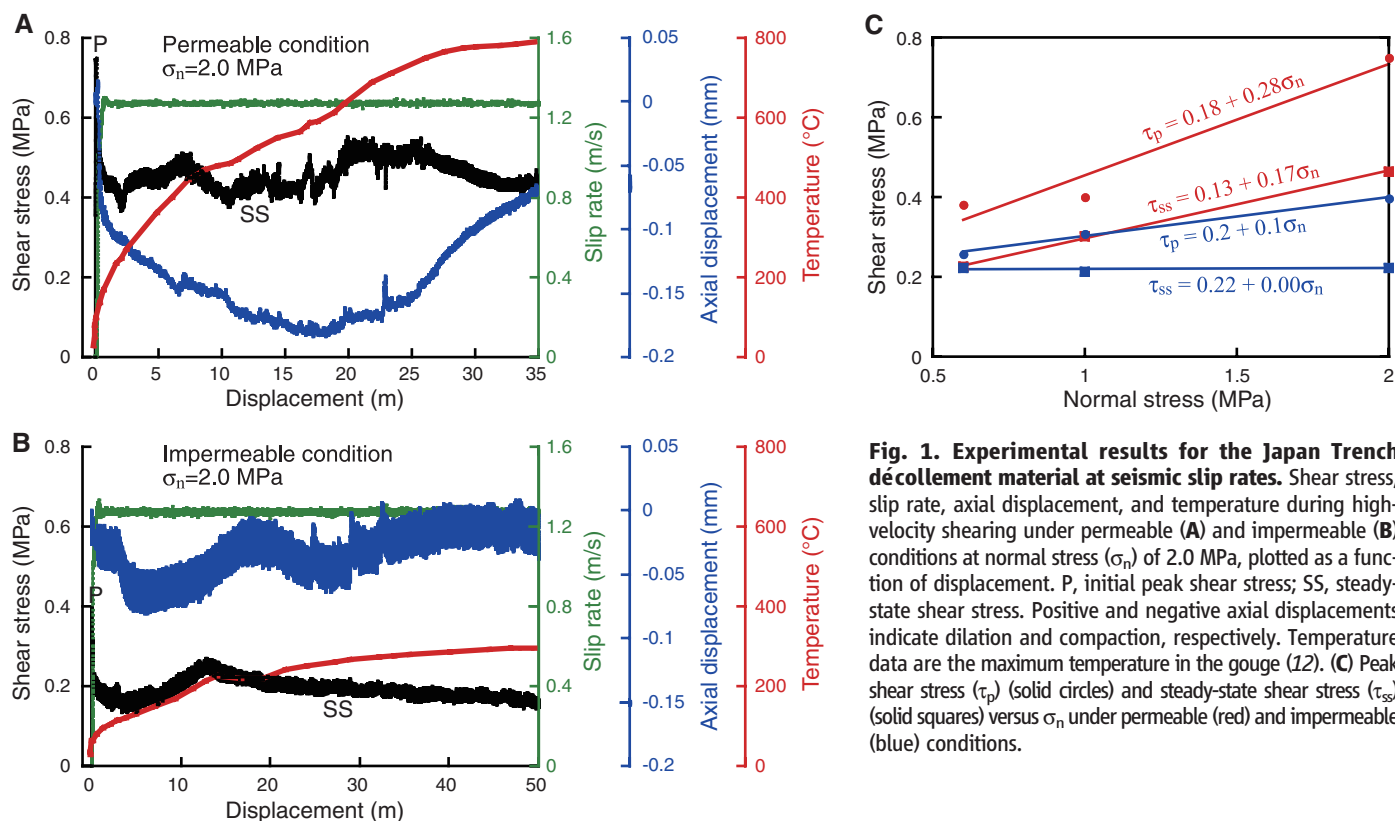 A
P
Permeable condition
σn=2.0 MPa
SS
0.8
0.6
0.4
0.2
0
Shear stress (MPa)
0 5 10 15 20 25 30 35
Displacement (m)
1.6
1.2
0.8
0.4
0
Slip rate (m/s)
0.05
0
-0.05
-0.1
-0.15
-0.2
Axial displacement (mm)
800
600
400
200
0
Temperature (°C)
B
P
Impermeable condition
σn=2.0 MPa
SS
0.8
0.6
0.4
0.2
0
Shear stress (MPa)
0 10 20 30 40 50
Displacement (m)
1.6
1.2
0.8
0.4
0
Slip rate (m/s)
0.05
0
-0.05
-0.1
-0.15
-0.2
Axial displacement (mm)
800
600
400
200
0
Temperature (°C)
C
0.8
0.6
0.4
0.2
0
Shear stress (MPa)
τp = 0.18 + 0.28σn
τss = 0.13 + 0.17σn
τp = 0.2 + 0.1σn
τss = 0.22 + 0.00σn
0.5 1 1.5 2
Normal stress (MPa)
Fig. 1. Experimental results for the Japan Trench
décollement material at seismic slip rates. Shear stress,
slip rate, axial displacement, and temperature during high-
velocity shearing under permeable (A) and impermeable (B)
conditions at normal stress (σn) of 2.0 MPa, plotted as a func-
tion of displacement. P, initial peak shear stress; SS, steady-
state shear stress. Positive and negative axial displacements
indicate dilation and compaction, respectively. Temperature
data are the maximum temperature in the gouge (12). (C) Peak
shear stress (τp) (solid circles) and steady-state shear stress (τss)
(solid squares) versus σn under permeable (red) and impermeable
(blue) conditions.